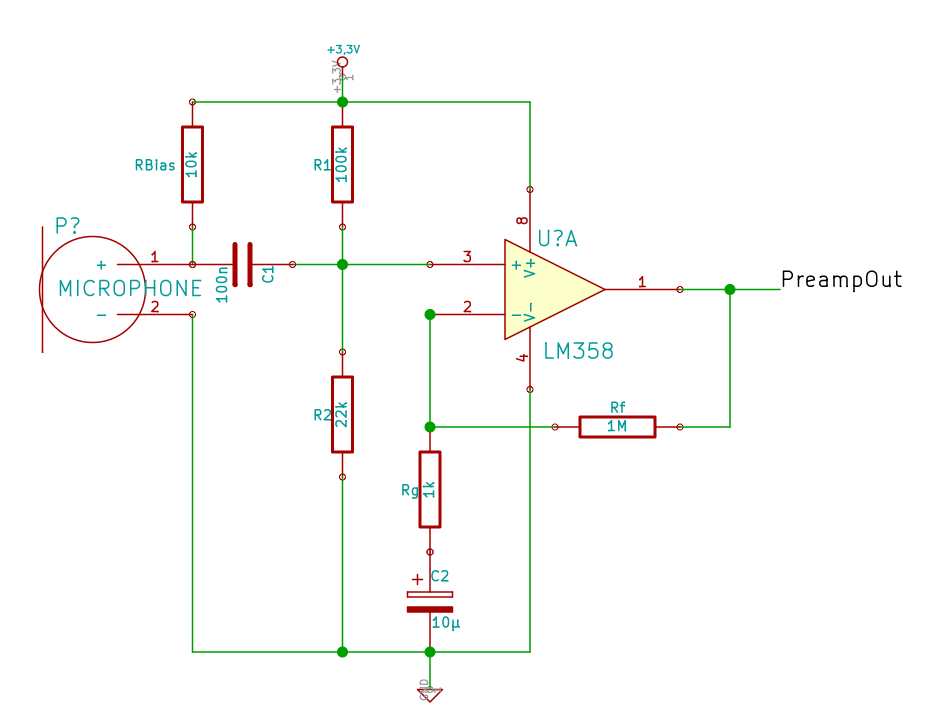 +3,3V
+3,3V
1
RBias
10k
R1
100k
P?
+
1
MICROPHONE
-
2
100n
C1
3
2
8
U?A
+
V+
-
V-
4
LM358
1
PreampOut
R2
22k
Rf
1M
Rg
1k
+
C2
10µ
GND